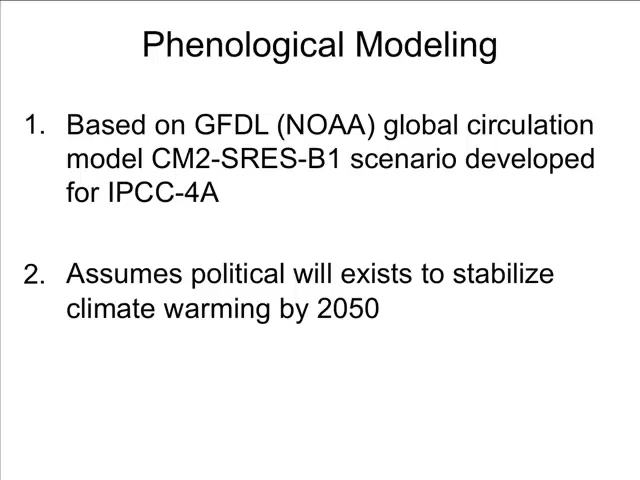 Phenological Modeling
1. Based on GFDL (NOAA) global circulation
model CM2-SRES-B1 scenario developed
for IPCC-4A
2. Assumes political will exists to stabilize
climate warming by 2050